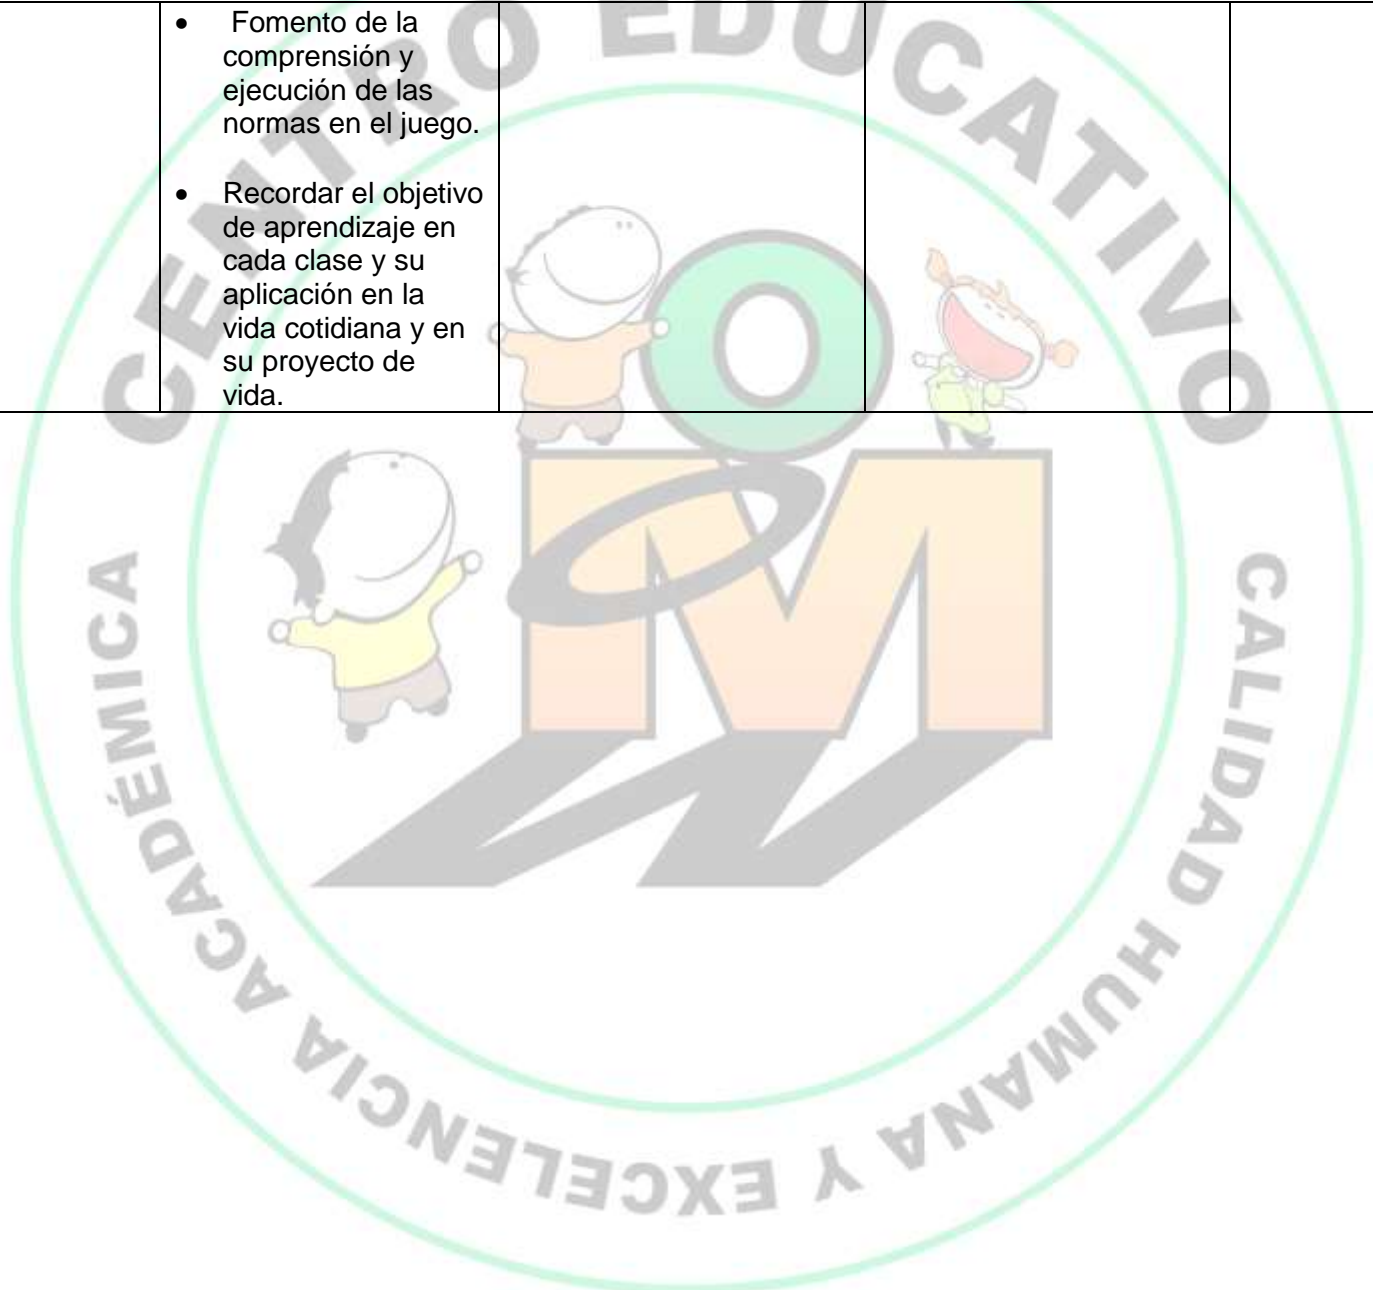 • Fomento de la
comprensión y
ejecución de las
normas en el juego.
• Recordar el objetivo
de aprendizaje en
cada clase y su
aplicación en la
vida cotidiana y en
su proyecto de
vida.
CENTRO EDUCATIVO
OM
CALIDAD HUMANA Y EXCELENCIA ACADÉMICA